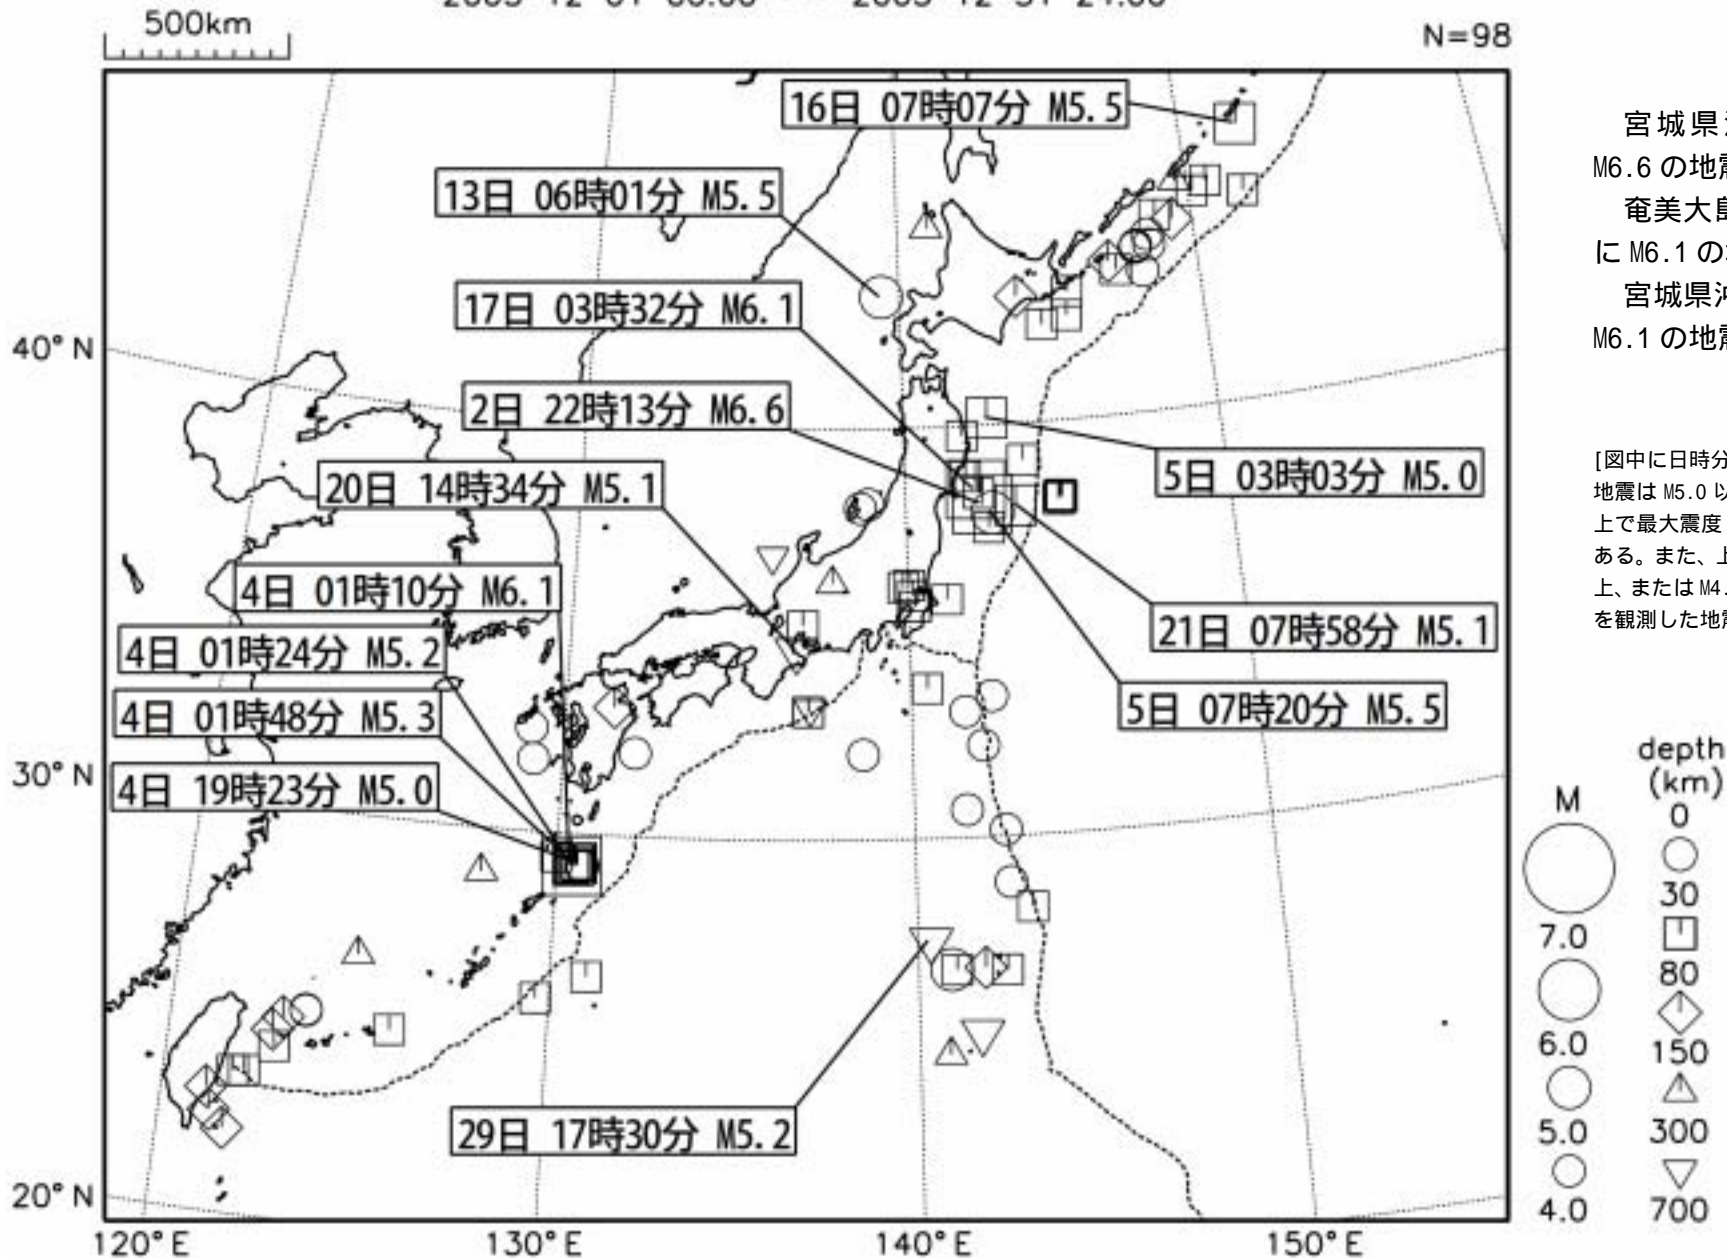 500km
N=98
16日 07時07分 M5.5
13日 06時01分 M5.5
17日 03時32分 M6.1
2日 22時13分 M6.6
20日 14時34分 M5.1
5日 03時03分 M5.0
4日 01時10分 M6.1
4日 01時24分 M5.2
4日 01時48分 M5.3
4日 19時23分 M5.0
21日 07時58分 M5.1
5日 07時20分 M5.5
29日 17時30分 M5.2
40°N
30°N
20°N
120°E
130°E
140°E
150°E
宮城県
M6.6の地震
奄美大島
にM6.1の
宮城県沖
M6.1の地震
[図中に日時分
地震はM5.0以
上で最大震度
ある。また、上
上、またはM4.
を観測した地震
M
7.0
6.0
5.0
4.0
depth
(km)
0
30
80
150
300
700